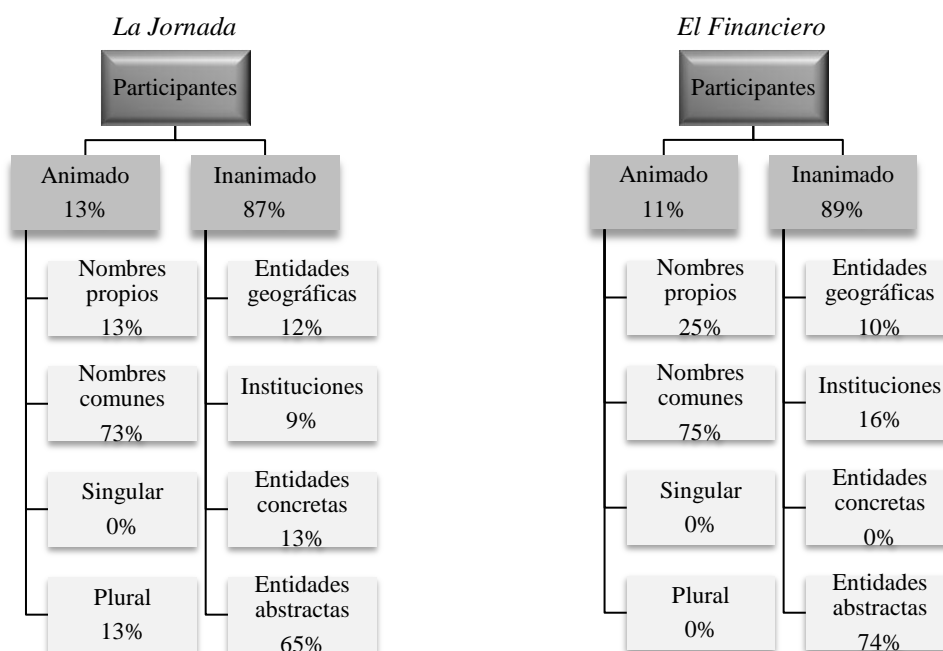 La Jornada
Participantes
Animado
13%
Nombres
propios
13%
Nombres
comunes
73%
Singular
0%
Plural
13%
Inanimado
87%
Entidades
geográficas
12%
Instituciones
9%
Entidades
concretas
13%
Entidades
abstractas
65%
El Financiero
Participantes
Animado
11%
Nombres
propios
25%
Nombres
comunes
75%
Singular
0%
Plural
0%
Inanimado
89%
Entidades
geográficas
10%
Instituciones
16%
Entidades
concretas
0%
Entidades
abstractas
74%